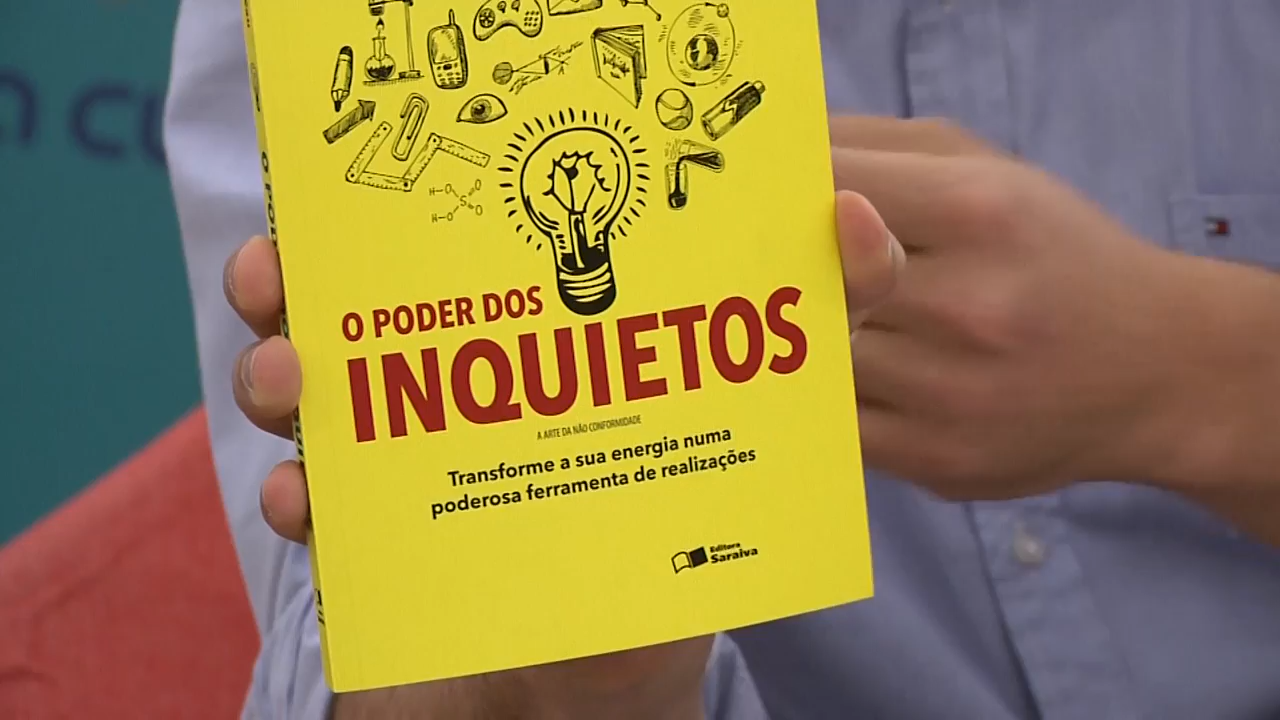 O PODER DOS
INQUIETOS
A ARTE DA NÃO CONFORMIDADE
Transforme a sua energia numa
poderosa ferramenta de realizações
Editora
Saraiva